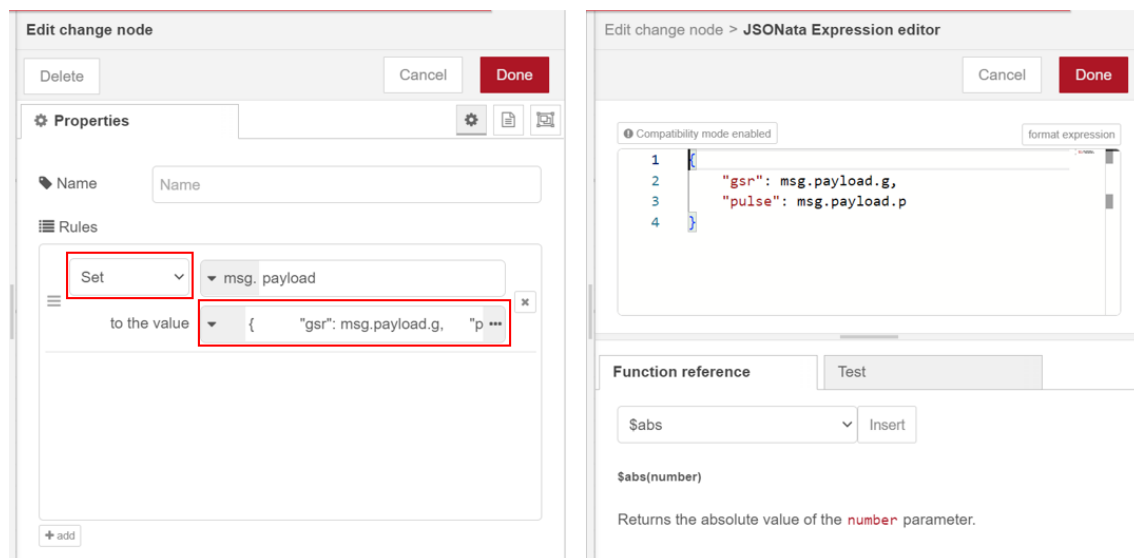 Edit change node
Delete
Cancel
Done
Properties
Name
Name
Rules
Set
msg. payload
to the value
{ "gsr": msg.payload.g, "p
add
Edit change node > JSONata Expression editor
Cancel
Done
Compatibility mode enabled
format expression
1 {
2 "gsr": msg.payload.g,
3 "pulse": msg.payload.p
4 }
Function reference
Test
$abs
Insert
$abs(number)
Returns the absolute value of the number parameter.